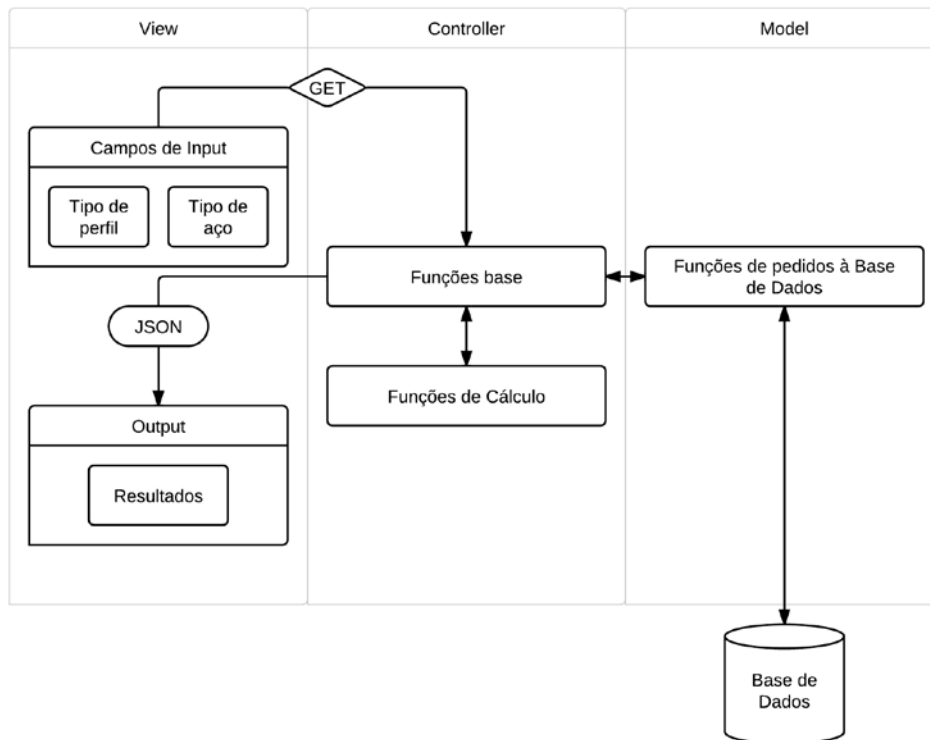 View
Controller
Model
GET
Campos de Input
Tipo de
perfil
Tipo de
aço
Funções base
Funções de pedidos à Base
de Dados
JSON
Funções de Cálculo
Output
Resultados
Base de
Dados